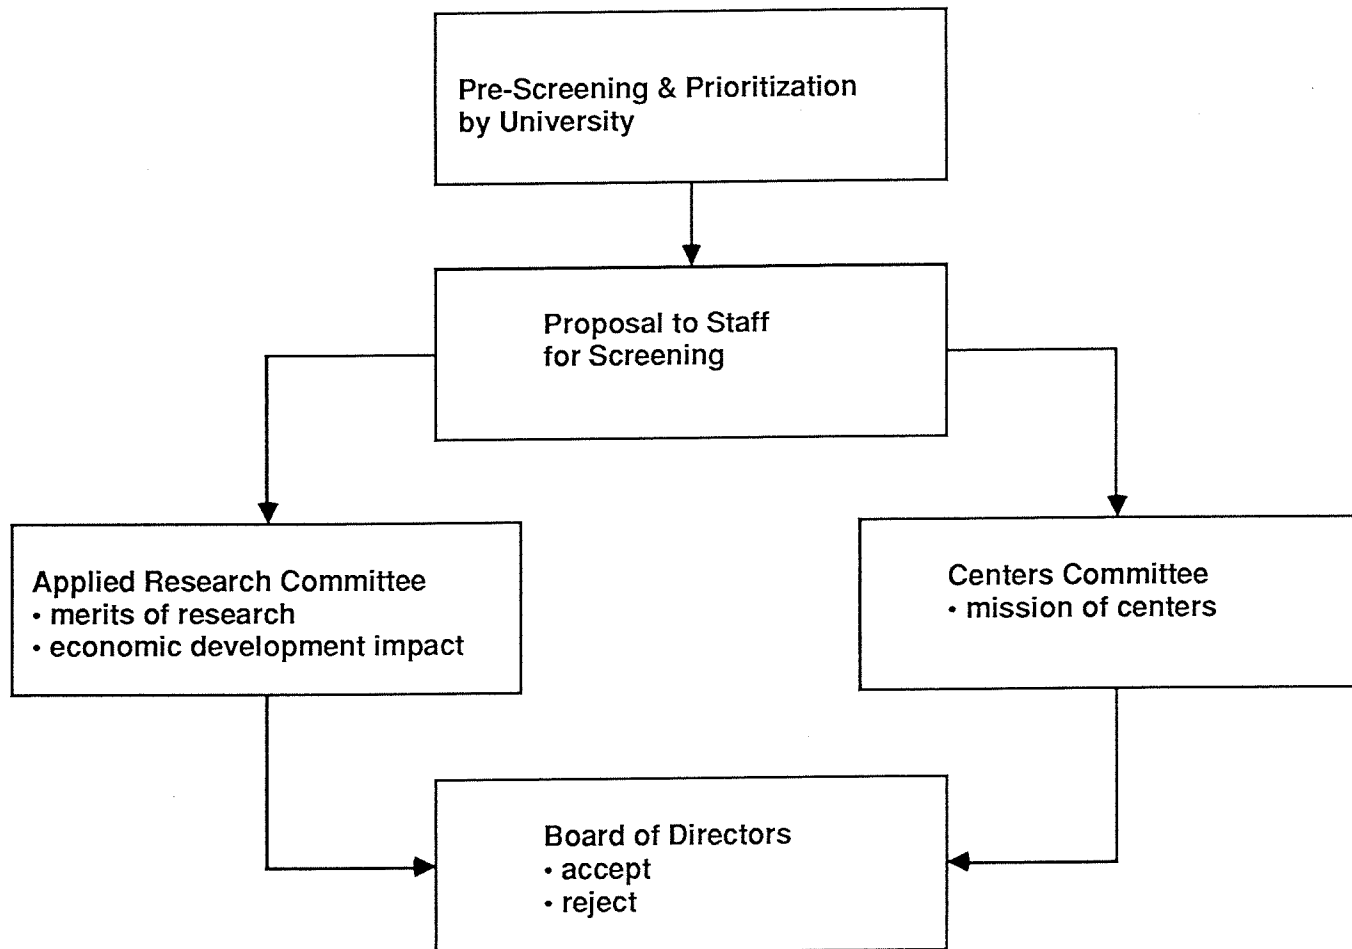 Pre-Screening & Prioritization
by University
Proposal to Staff
for Screening
Applied Research Committee
• merits of research
• economic development impact
Centers Committee
• mission of centers
Board of Directors
• accept
• reject